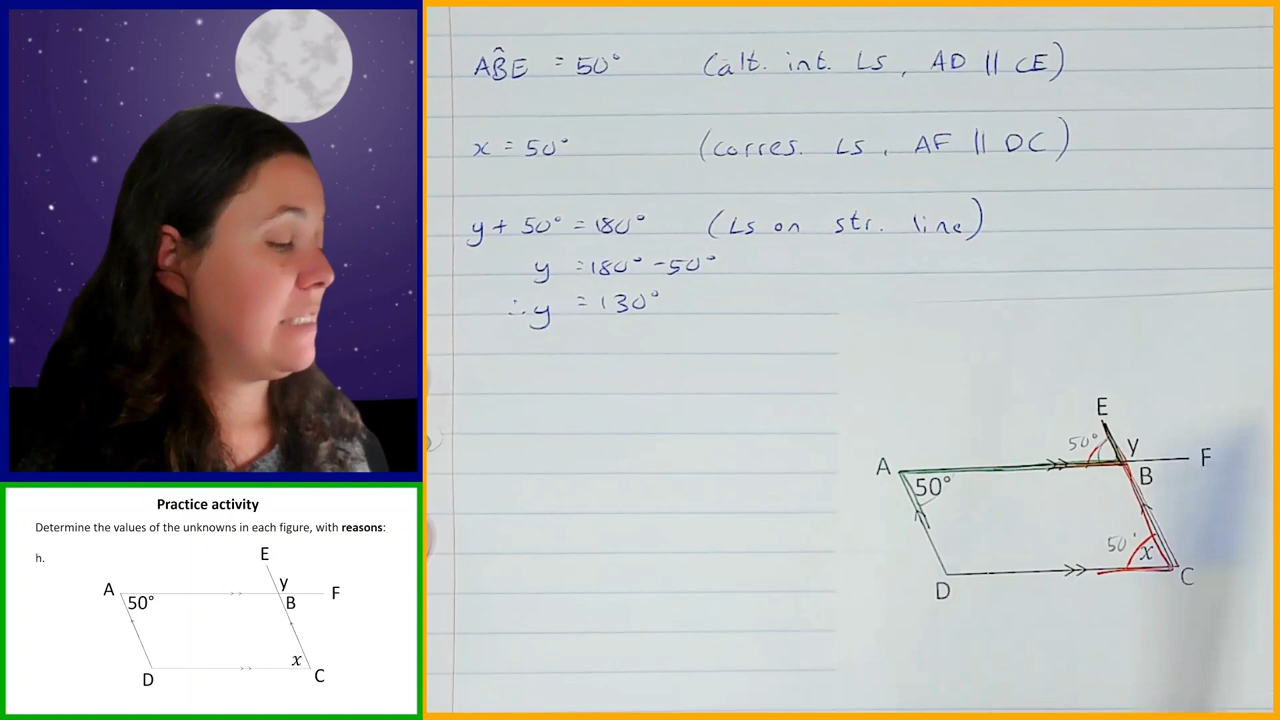 AB̂E = 50° (alt. int. ∠s, AD || CE)
x = 50° (corres. ∠s, AF || DC)
y + 50° = 180° (∠s on str. line)
y = 180° - 50°
∴ y = 130°
E
50° y
A B F
50°
50° x
D C
Practice activity
Determine the values of the unknowns in each figure, with reasons:
h.
E
y
A B F
50°
x
D C